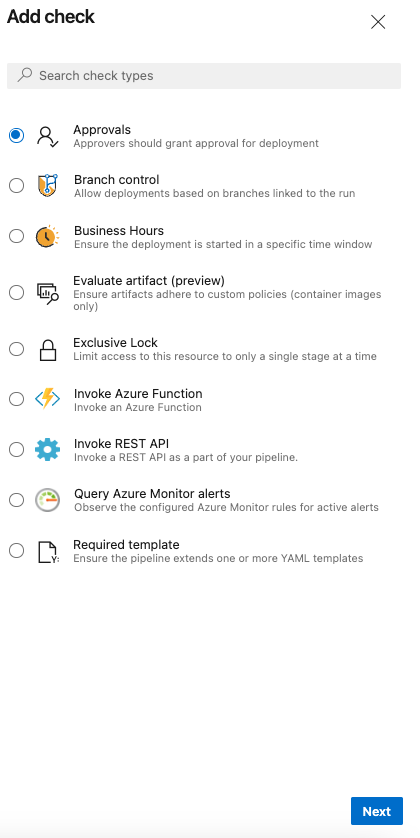 Add check
Search check types
Approvals
Approvers should grant approval for deployment
Branch control
Allow deployments based on branches linked to the run
Business Hours
Ensure the deployment is started in a specific time window
Evaluate artifact (preview)
Ensure artifacts adhere to custom policies (container images
only)
Exclusive Lock
Limit access to this resource to only a single stage at a time
Invoke Azure Function
Invoke an Azure Function
Invoke REST API
Invoke a REST API as a part of your pipeline.
Query Azure Monitor alerts
Observe the configured Azure Monitor rules for active alerts
Required template
Ensure the pipeline extends one or more YAML templates
Y:
Next